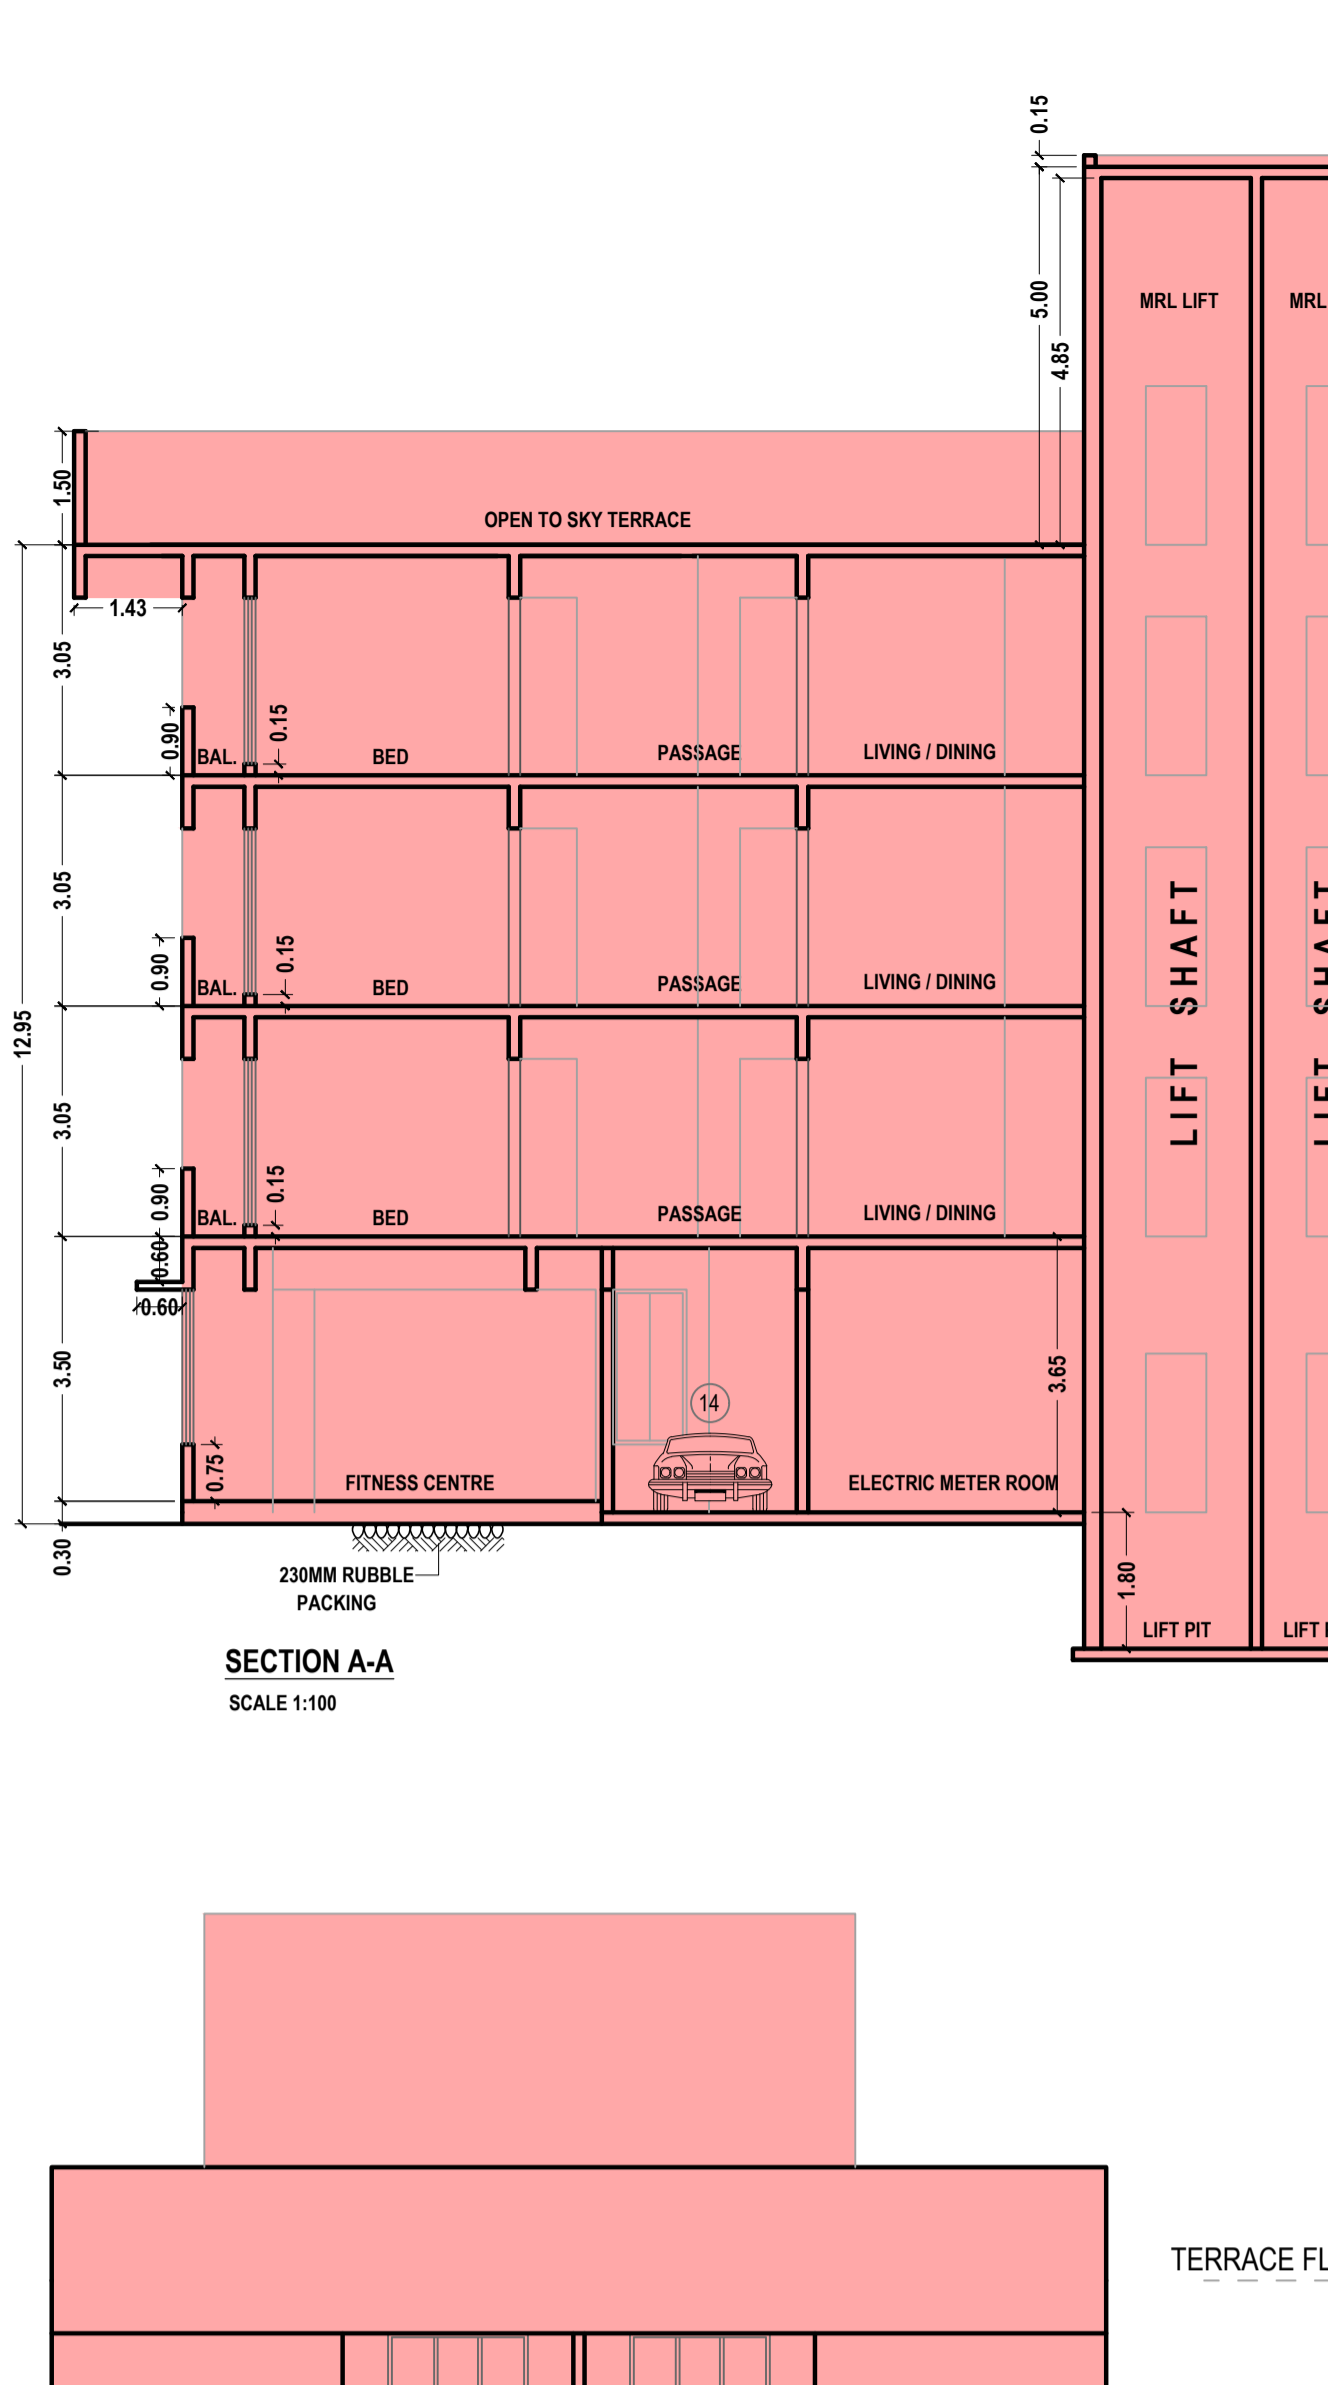 0.15
5.00
4.85
MRL LIFT
MRL
1.50
OPEN TO SKY TERRACE
1.43
3.05
0.90
0.15
BAL.
BED
PASSAGE
LIVING / DINING
3.05
0.90
0.15
BAL.
BED
PASSAGE
LIVING / DINING
LIFT SHAFT
LIFT SHAFT
12.95
3.05
0.90
0.15
BAL.
BED
PASSAGE
LIVING / DINING
0.60
0.60
3.50
3.65
14
0.75
FITNESS CENTRE
ELECTRIC METER ROOM
0.30
1.80
230MM RUBBLE
PACKING
LIFT PIT
LIFT
SECTION A-A
SCALE 1:100
TERRACE FL